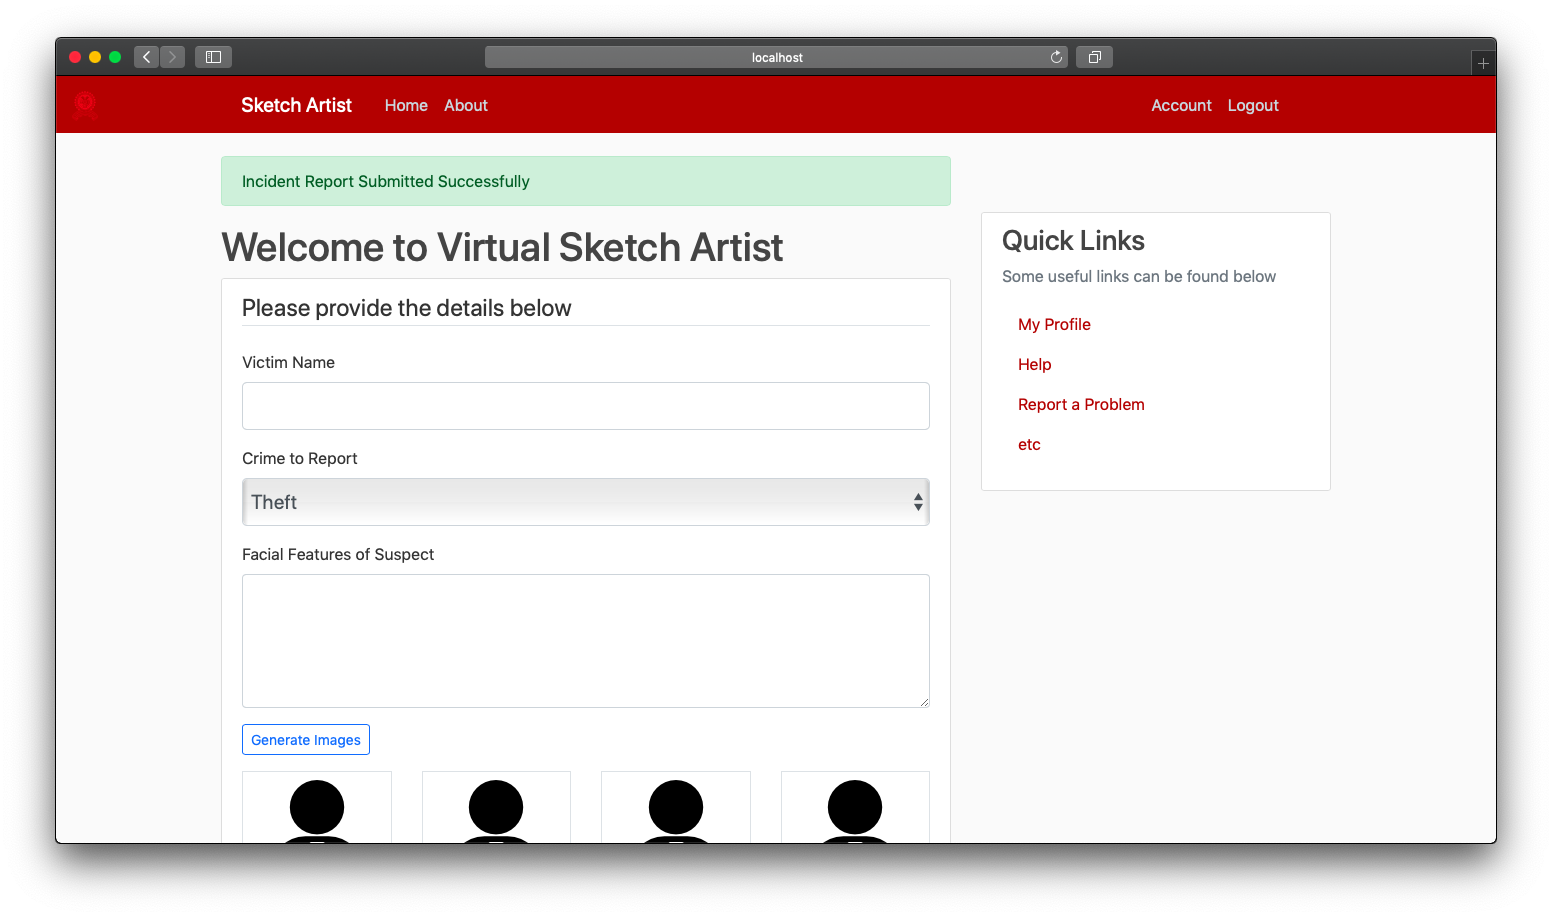 localhost
Sketch Artist
Home
About
Account
Logout
Incident Report Submitted Successfully
Welcome to Virtual Sketch Artist
Please provide the details below
Victim Name
Crime to Report
Theft
Facial Features of Suspect
Generate Images
Quick Links
Some useful links can be found below
My Profile
Help
Report a Problem
etc